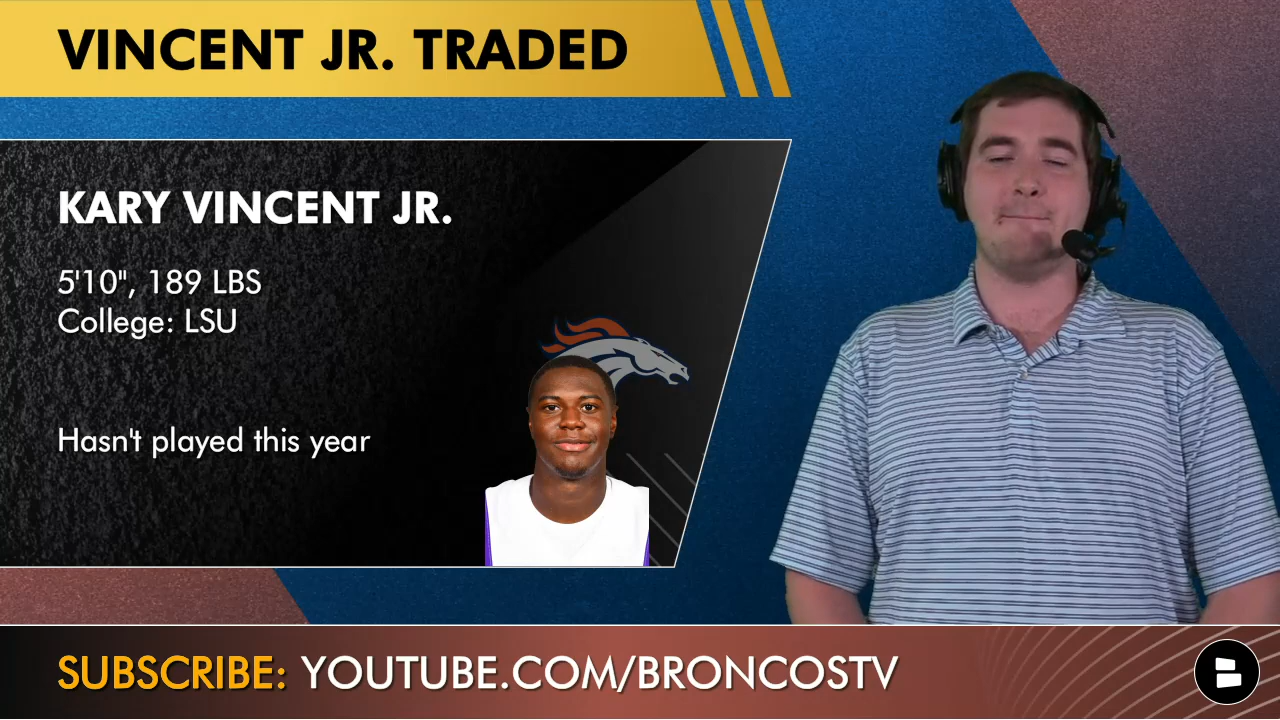 VINCENT JR. TRADED
KARY VINCENT JR.
5'10", 189 LBS
College: LSU
Hasn't played this year
SUBSCRIBE: YOUTUBE.COM/BRONCOSTV